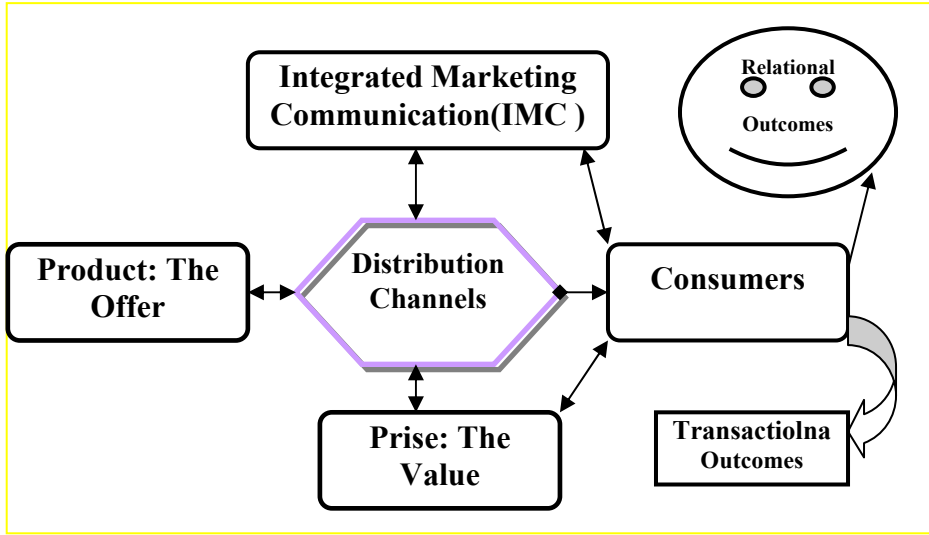 Integrated Marketing
Communication(IMC )
Relational
Outcomes
Product: The
Offer
Distribution
Channels
Consumers
Prise: The
Value
Transactiolna
Outcomes